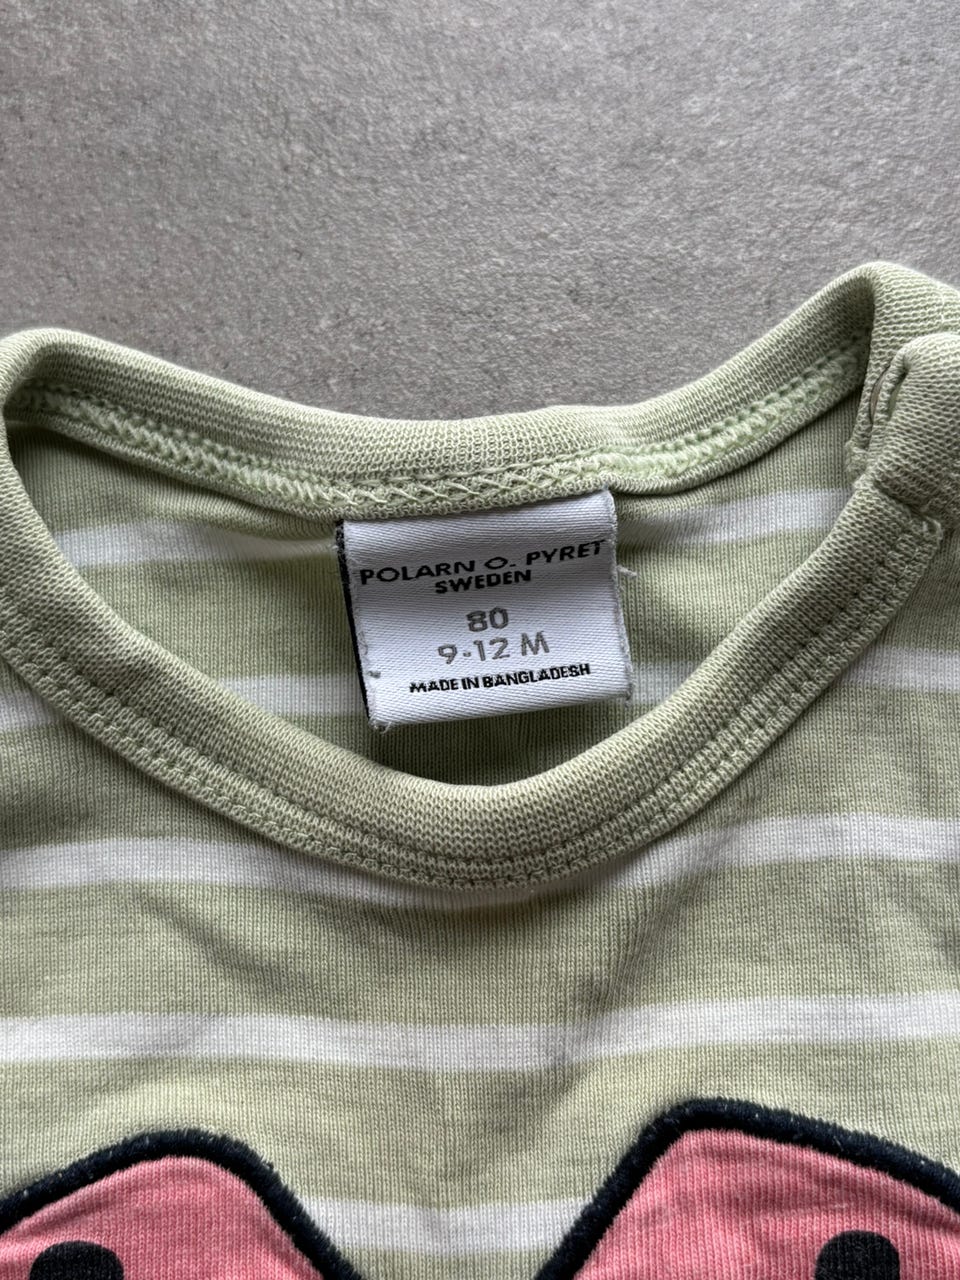 POLARN O. PYRET
SWEDEN
80
9-12 M
MADE IN BANGLADESH